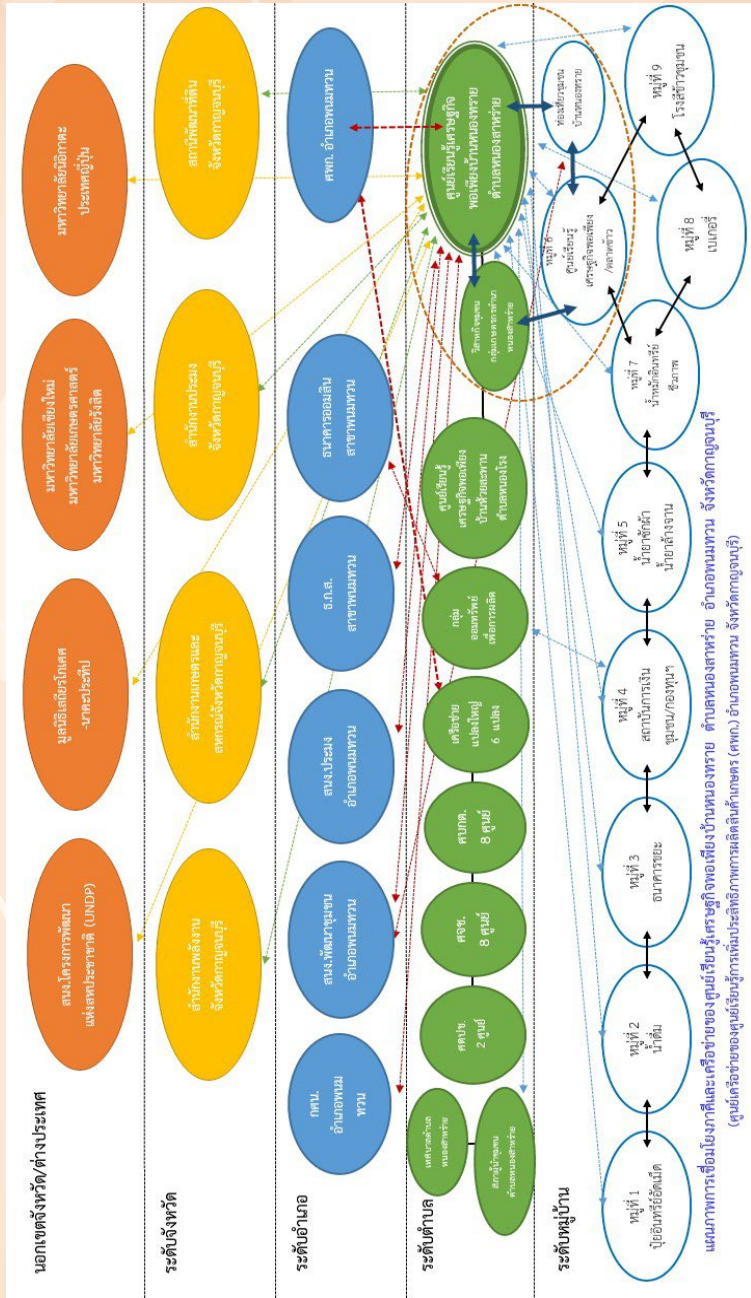 นอกเขตจังหวัด/ต่างประเทศ
สนง.โครงการพัฒนา
แห่งสหประชาชาติ (UNDP)
มูลนิธิเสถียรโกเศศ
-นาคะประทีป
มหาวิทยาลัยเชียงใหม่
มหาวิทยาลัยเกษตรศาสตร์
มหาวิทยาลัยรังสิต
มหาวิทยาลัยนิอิกาตะ
ประเทศญี่ปุ่น
ระดับจังหวัด
สำนักงานพลังงาน
จังหวัดกาญจนบุรี
สำนักงานเกษตรและ
สหกรณ์จังหวัดกาญจนบุรี
สำนักงานประมง
จังหวัดกาญจนบุรี
สถานีพัฒนาที่ดิน
จังหวัดกาญจนบุรี
ระดับอำเภอ
กศน.
อำเภอพนม
ทวน
สนง.พัฒนาชุมชน
อำเภอพนมทวน
สนง.ประมง
อำเภอพนมทวน
ธ.ก.ส.
สาขาพนมทวน
ธนาคารออมสิน
สาขาพนมทวน
ศพก. อำเภอพนมทวน
ระดับตำบล
เทศบาลตำบล
หนองสาหร่าย
สภาผู้นำชุมชน
ตำบลหนองสาหร่าย
ศดปช.
2 ศูนย์
ศจช.
8 ศูนย์
ศบกต.
8 ศูนย์
เครือข่าย
แปลงใหญ่
6 แปลง
กลุ่ม
ออมทรัพย์
เพื่อการผลิต
ศูนย์เรียนรู้
เศรษฐกิจพอเพียง
บ้านห้วยสะพาน
ตำบลหนองโรง
วิสาหกิจชุมชน
กลุ่มเกษตรกรทำนา
หนองสาหร่าย
ศูนย์เรียนรู้เศรษฐกิจ
พอเพียงบ้านหนองทราย
ตำบลหนองสาหร่าย
ระดับหมู่บ้าน
หมู่ที่ 1
ปุ๋ยอินทรีย์อัดเม็ด
หมู่ที่ 2
น้ำดื่ม
หมู่ที่ 3
ธนาคารขยะ
หมู่ที่ 4
สถาบันการเงิน
ชุมชน/กองทุนฯ
หมู่ที่ 5
น้ำยาซักผ้า
น้ำยาล้างจาน
หมู่ที่ 7
น้ำหมักอินทรีย์
ชีวภาพ
หมู่ที่ 6
ศูนย์เรียนรู้
เศรษฐกิจพอเพียง
/ตลาดข้าว
ท่องเที่ยวชุมชน
บ้านหนองทราย
หมู่ที่ 8
เบเกอรี่
หมู่ที่ 9
โรงสีข้าวชุมชน
แผนภาพการเชื่อมโยงภาคีและเครือข่ายของศูนย์เรียนรู้เศรษฐกิจพอเพียงบ้านหนองทราย ตำบลหนองสาหร่าย อำเภอพนมทวน จังหวัดกาญจนบุรี
(ศูนย์เครือข่ายของศูนย์เรียนรู้การเพิ่มประสิทธิภาพการผลิตสินค้าเกษตร (ศพก.) อำเภอพนมทวน จังหวัดกาญจนบุรี)